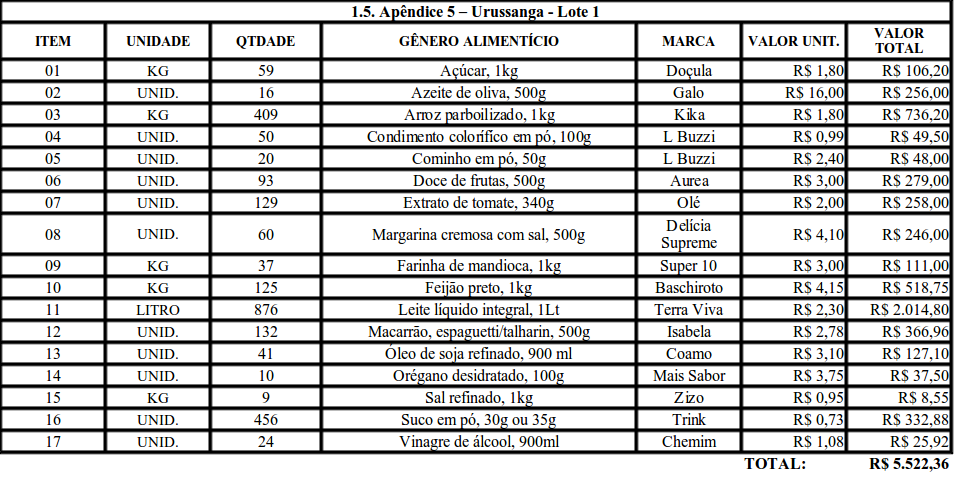 1.5. Apêndice 5 – Urussanga - Lote 1
ITEM UNIDADE QTDADE GÊNERO ALIMENTÍCIO MARCA VALOR UNIT. VALOR TOTAL
01 KG 59 Açúcar, 1kg Doçula R$ 1,80 R$ 106,20
02 UNID. 16 Azeite de oliva, 500g Galo R$ 16,00 R$ 256,00
03 KG 409 Arroz parboilizado, 1kg Kika R$ 1,80 R$ 736,20
04 UNID. 50 Condimento colorífico em pó, 100g L Buzzi R$ 0,99 R$ 49,50
05 UNID. 20 Cominho em pó, 50g L Buzzi R$ 2,40 R$ 48,00
06 UNID. 93 Doce de frutas, 500g Aurea R$ 3,00 R$ 279,00
07 UNID. 129 Extrato de tomate, 340g Olé R$ 2,00 R$ 258,00
08 UNID. 60 Margarina cremosa com sal, 500g Delícia Supreme R$ 4,10 R$ 246,00
09 KG 37 Farinha de mandioca, 1kg Super 10 R$ 3,00 R$ 111,00
10 KG 125 Feijão preto, 1kg Baschiroto R$ 4,15 R$ 518,75
11 LITRO 876 Leite líquido integral, 1Lt Terra Viva R$ 2,30 R$ 2.014,80
12 UNID. 132 Macarrão, espaguetti/talharin, 500g Isabela R$ 2,78 R$ 366,96
13 UNID. 41 Óleo de soja refinado, 900 ml Coamo R$ 3,10 R$ 127,10
14 UNID. 10 Orégano desidratado, 100g Mais Sabor R$ 3,75 R$ 37,50
15 KG 9 Sal refinado, 1kg Zizo R$ 0,95 R$ 8,55
16 UNID. 456 Suco em pó, 30g ou 35g Trink R$ 0,73 R$ 332,88
17 UNID. 24 Vinagre de álcool, 900ml Chemim R$ 1,08 R$ 25,92
TOTAL: R$ 5.522,36